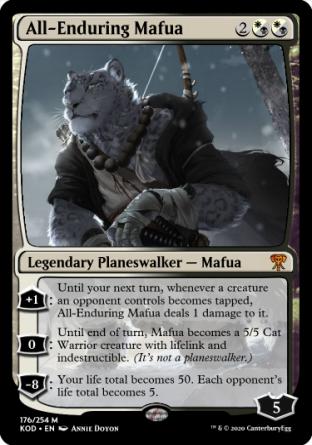 All-Enduring Mafua 2
Legendary Planeswalker — Mafua
+1: Until your next turn, whenever a creature
an opponent controls becomes tapped,
All-Enduring Mafua deals 1 damage to it.
0: Until end of turn, Mafua becomes a 5/5 Cat
Warrior creature with lifelink and
indestructible. (It's not a planeswalker.)
-8: Your life total becomes 50. Each opponent's
life total becomes 5.
5
176/254 M
KOD • EN ANNIE DOYON
™ & © 2020 CanterburyEgg